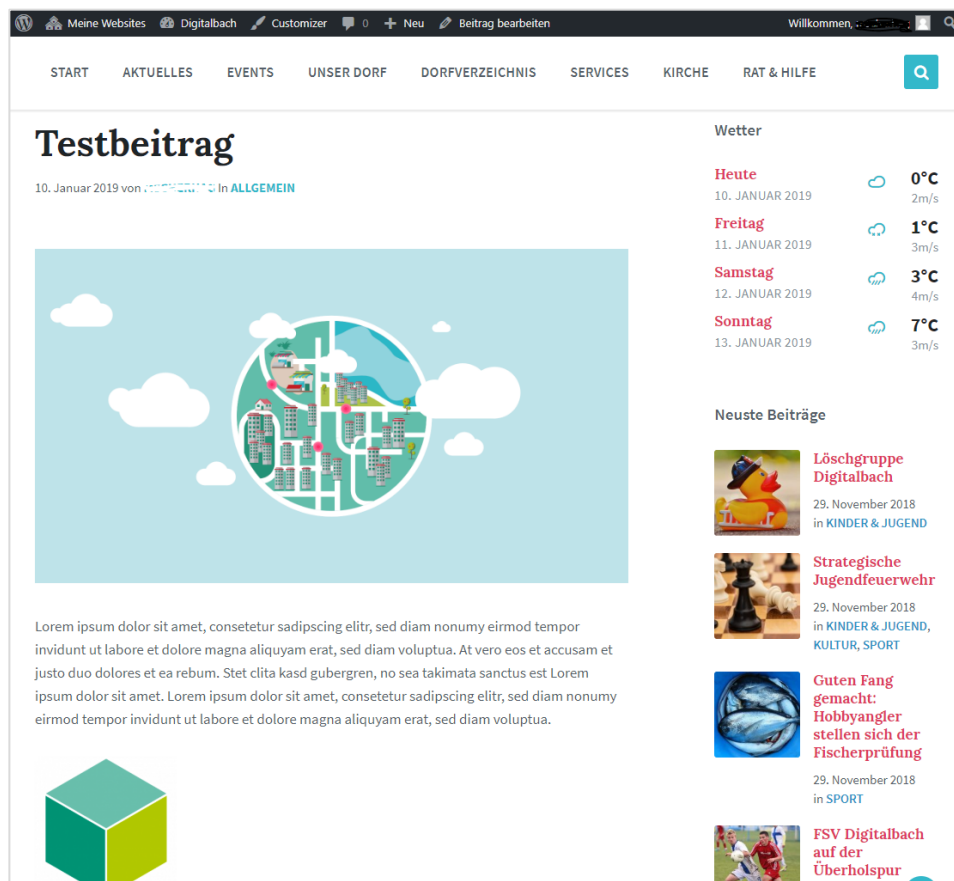 Meine Websites Digitalbach Customizer 0 Neu Beitrag bearbeiten Willkommen,
START AKTUELLES EVENTS UNSER DORF DORFVERZEICHNIS SERVICES KIRCHE RAT & HILFE
Testbeitrag
10. Januar 2019 von In ALLGEMEIN
Lorem ipsum dolor sit amet, consetetur sadipscing elitr, sed diam nonumy eirmod tempor
invidunt ut labore et dolore magna aliquyam erat, sed diam voluptua. At vero eos et accusam et
justo duo dolores et ea rebum. Stet clita kasd gubergren, no sea takimata sanctus est Lorem
ipsum dolor sit amet. Lorem ipsum dolor sit amet, consetetur sadipscing elitr, sed diam nonumy
eirmod tempor invidunt ut labore et dolore magna aliquyam erat, sed diam voluptua.
Wetter
Heute 0°C
10. JANUAR 2019 2m/s
Freitag 1°C
11. JANUAR 2019 3m/s
Samstag 3°C
12. JANUAR 2019 4m/s
Sonntag 7°C
13. JANUAR 2019 3m/s
Neuste Beiträge
Löschgruppe
Digitalbach
29. November 2018
in KINDER & JUGEND
Strategische
Jugendfeuerwehr
29. November 2018
in KINDER & JUGEND,
KULTUR, SPORT
Guten Fang
gemacht:
Hobbyangler
stellen sich der
Fischerprüfung
29. November 2018
in SPORT
FSV Digitalbach
auf der
Überholspur